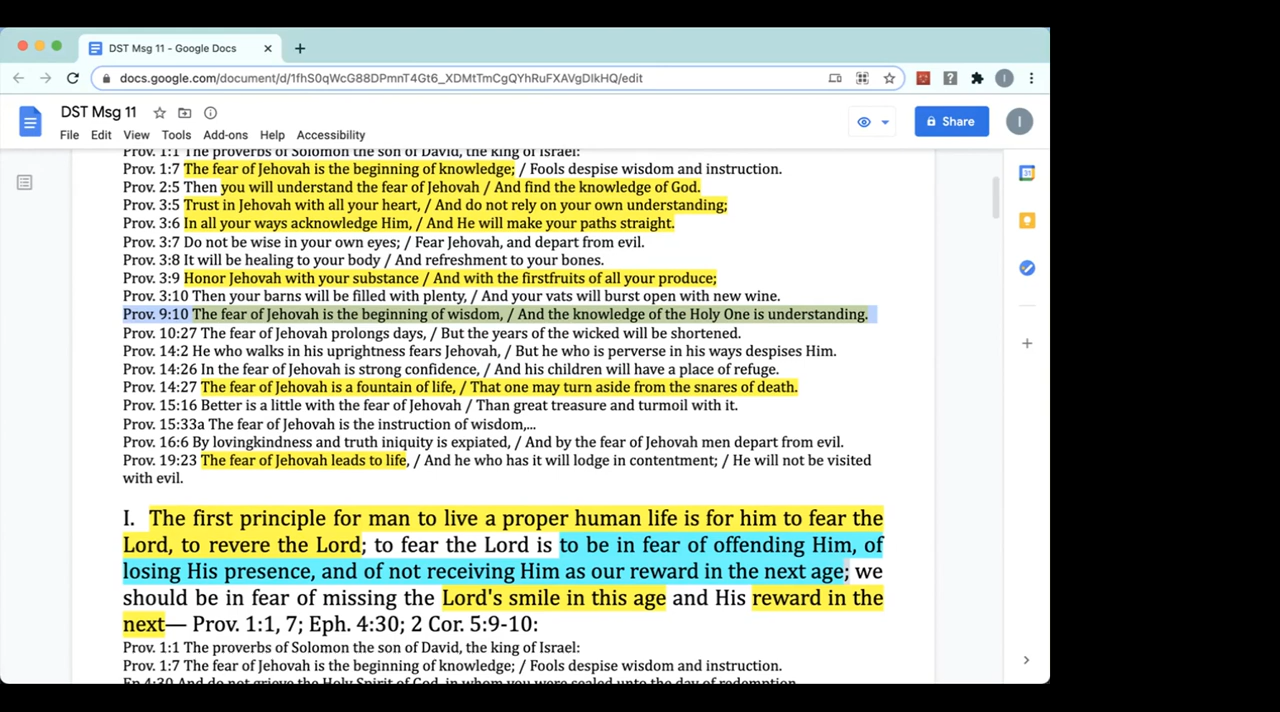 DST Msg 11 - Google Docs
docs.google.com/document/d/1fhS0qWcG88DPmnT4Gt6_XDMtTmCgQYhRuFXAVgDlkHQ/edit
I
DST Msg 11
File Edit View Tools Add-ons Help Accessibility
Share
I
Prov. 1:1 The proverbs of Solomon the son of David, the king of Israel:
Prov. 1:7 The fear of Jehovah is the beginning of knowledge; / Fools despise wisdom and instruction.
Prov. 2:5 Then you will understand the fear of Jehovah / And find the knowledge of God.
Prov. 3:5 Trust in Jehovah with all your heart, / And do not rely on your own understanding;
Prov. 3:6 In all your ways acknowledge Him, / And He will make your paths straight.
Prov. 3:7 Do not be wise in your own eyes; / Fear Jehovah, and depart from evil.
Prov. 3:8 It will be healing to your body / And refreshment to your bones.
Prov. 3:9 Honor Jehovah with your substance / And with the firstfruits of all your produce;
Prov. 3:10 Then your barns will be filled with plenty, / And your vats will burst open with new wine.
Prov. 9:10 The fear of Jehovah is the beginning of wisdom, / And the knowledge of the Holy One is understanding.
Prov. 10:27 The fear of Jehovah prolongs days, / But the years of the wicked will be shortened.
Prov. 14:2 He who walks in his uprightness fears Jehovah, / But he who is perverse in his ways despises Him.
Prov. 14:26 In the fear of Jehovah is strong confidence, / And his children will have a place of refuge.
Prov. 14:27 The fear of Jehovah is a fountain of life, / That one may turn aside from the snares of death.
Prov. 15:16 Better is a little with the fear of Jehovah / Than great treasure and turmoil with it.
Prov. 15:33a The fear of Jehovah is the instruction of wisdom,...
Prov. 16:6 By lovingkindness and truth iniquity is expiated, / And by the fear of Jehovah men depart from evil.
Prov. 19:23 The fear of Jehovah leads to life, / And he who has it will lodge in contentment; / He will not be visited
with evil.
I. The first principle for man to live a proper human life is for him to fear the
Lord, to revere the Lord; to fear the Lord is to be in fear of offending Him, of
losing His presence, and of not receiving Him as our reward in the next age; we
should be in fear of missing the Lord's smile in this age and His reward in the
next— Prov. 1:1, 7; Eph. 4:30; 2 Cor. 5:9-10:
Prov. 1:1 The proverbs of Solomon the son of David, the king of Israel:
Prov. 1:7 The fear of Jehovah is the beginning of knowledge; / Fools despise wisdom and instruction.
Ep 4:30 And do not grieve the Holy Spirit of God, in whom you were sealed unto the day of redemption.